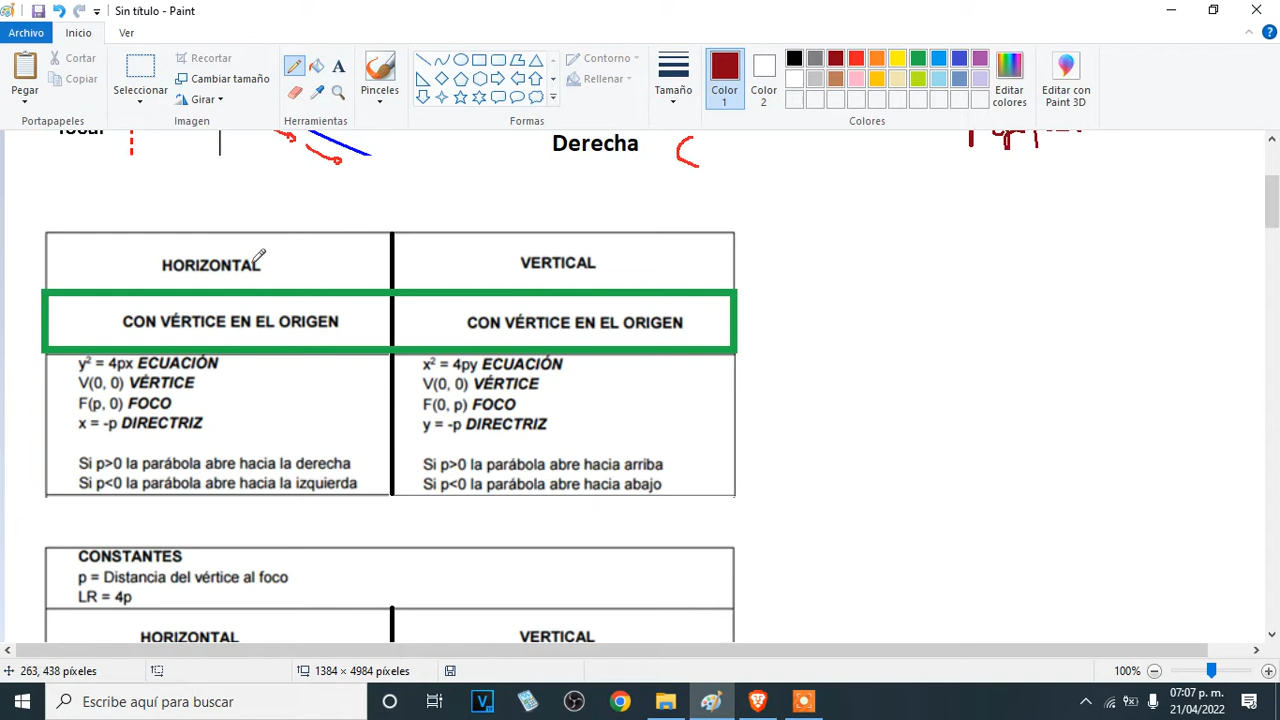 Sin título - Paint
Archivo
Inicio
Ver
Pegar
Cortar
Copiar
Portapapeles
Seleccionar
Recortar
Cambiar tamaño
Girar
Imagen
A
Herramientas
Pinceles
Contorno
Rellenar
Formas
Tamaño
Color
1
Color
2
Colores
Editar
colores
Editar con
Paint 3D
Derecha
HORIZONTAL
VERTICAL
CON VÉRTICE EN EL ORIGEN
CON VÉRTICE EN EL ORIGEN
y² = 4px ECUACIÓN
V(0, 0) VÉRTICE
F(p, 0) FOCO
x = -p DIRECTRIZ
Si p>0 la parábola abre hacia la derecha
Si p<0 la parábola abre hacia la izquierda
x² = 4py ECUACIÓN
V(0, 0) VÉRTICE
F(0, p) FOCO
y = -p DIRECTRIZ
Si p>0 la parábola abre hacia arriba
Si p<0 la parábola abre hacia abajo
CONSTANTES
p = Distancia del vértice al foco
LR = 4p
HORIZONTAL
VERTICAL
263, 438 píxeles
1384 × 4984 píxeles
100%
Escribe aquí para buscar
07:07 p. m.
21/04/2022